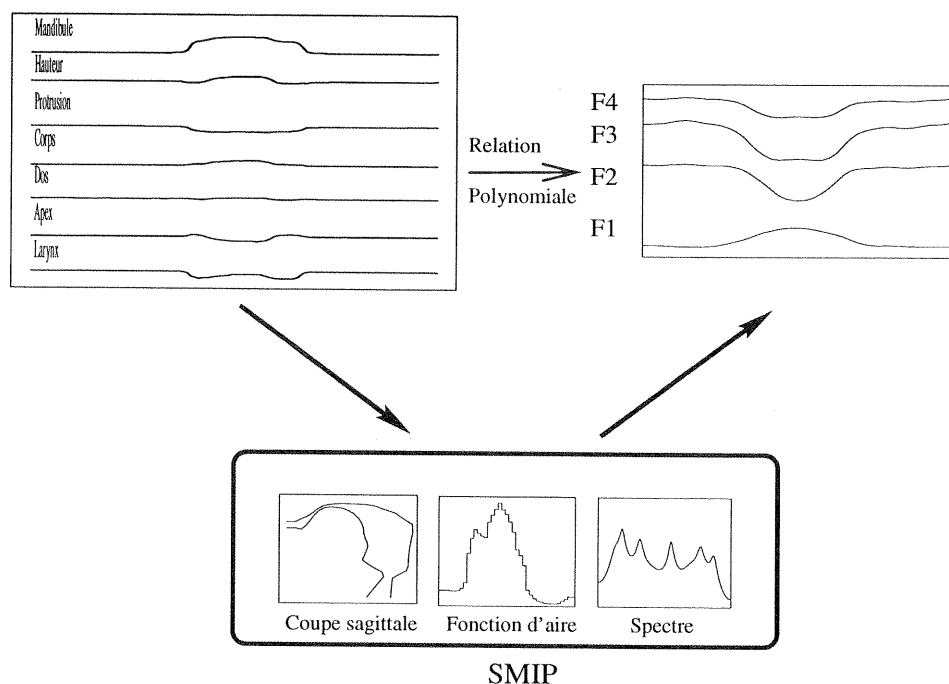 Mandibule
Hauteur
Protrusion
Corps
Dos
Apex
Larynx
Relation
Polynomiale
F4
F3
F2
F1
Coupe sagittale
Fonction d'aire
Spectre
SMIP